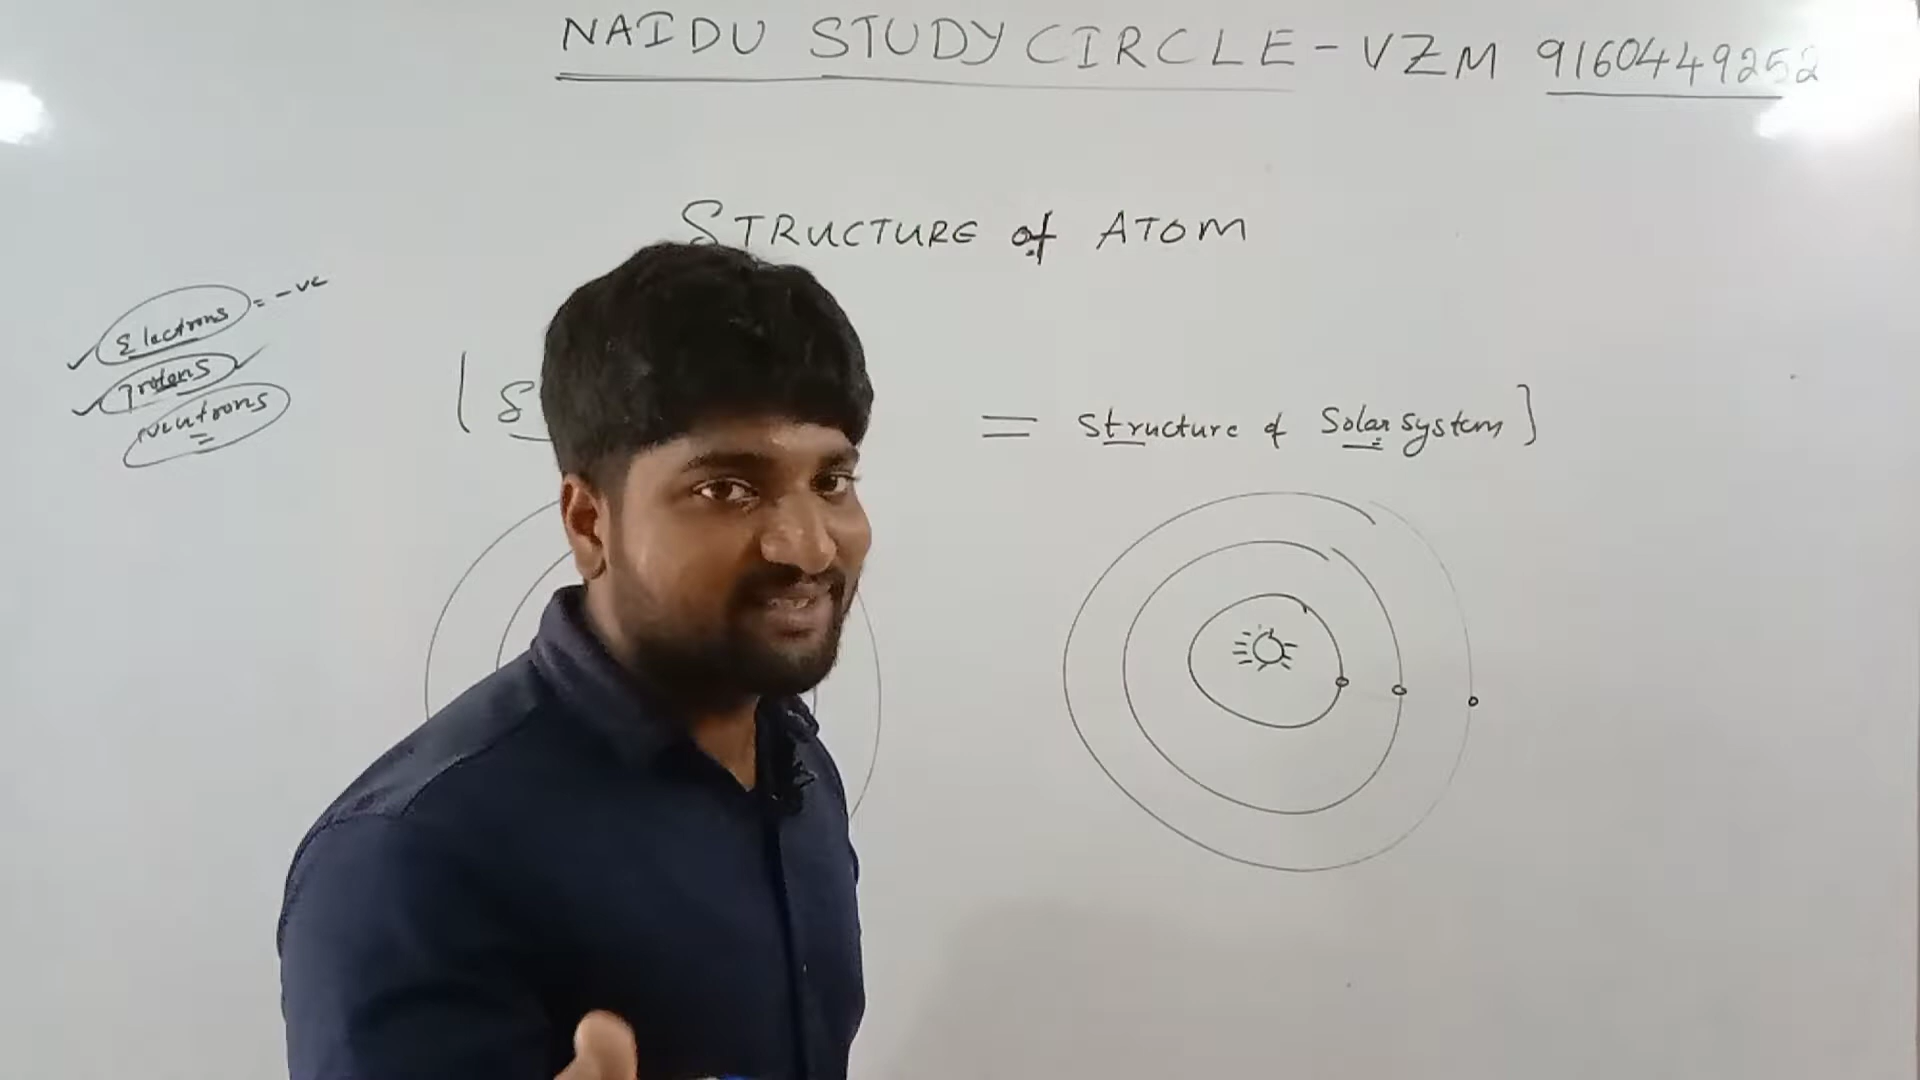 NAIDU STUDY CIRCLE - VZM 9160449252
STRUCTURE of ATOM
Electrons = -ve
Protons
Neutrons
[ S
= Structure of Solar system ]